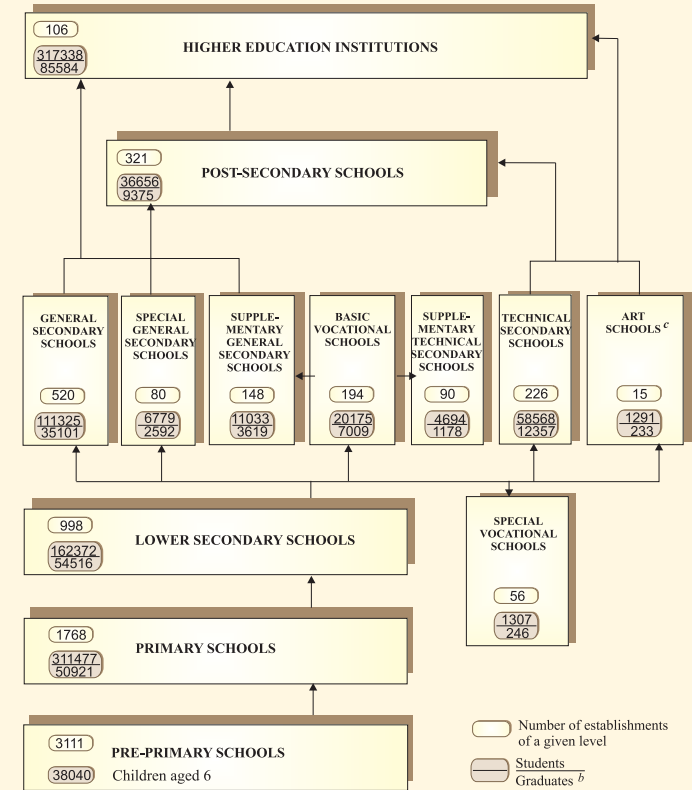 106
317338
85584
HIGHER EDUCATION INSTITUTIONS
321
36656
9375
POST-SECONDARY SCHOOLS
GENERAL
SECONDARY
SCHOOLS
520
111325
35101
SPECIAL
GENERAL
SECONDARY
SCHOOLS
80
6779
2592
SUPPLE-
MENTARY
GENERAL
SECONDARY
SCHOOLS
148
11033
3619
BASIC
VOCATIONAL
SCHOOLS
194
20175
7009
SUPPLE-
MENTARY
TECHNICAL
SECONDARY
SCHOOLS
90
4694
1178
TECHNICAL
SECONDARY
SCHOOLS
226
58568
12357
ART
SCHOOLS c
15
1291
233
998
162372
54516
LOWER SECONDARY SCHOOLS
SPECIAL
VOCATIONAL
SCHOOLS
56
1307
246
1768
311477
50921
PRIMARY SCHOOLS
3111
PRE-PRIMARY SCHOOLS
38040 Children aged 6
Number of establishments
of a given level
Students
Graduates b